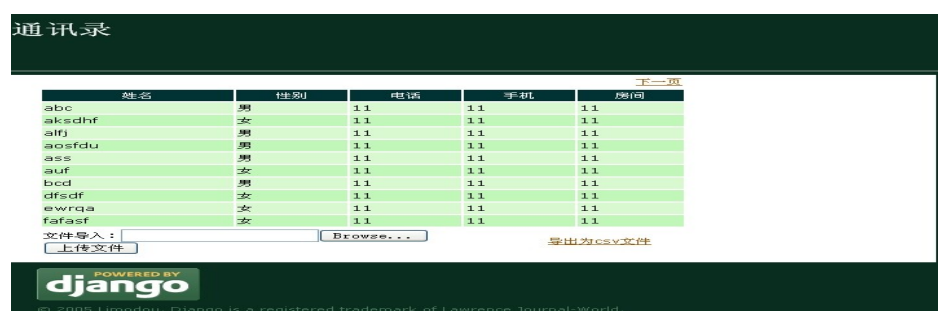 通讯录
下一页
姓名 性别 电话 手机 房间
abc 男 11 11 11
aksdhf 女 11 11 11
alfj 男 11 11 11
aosfdu 男 11 11 11
ass 男 11 11 11
auf 女 11 11 11
bcd 男 11 11 11
dfsdf 女 11 11 11
ewrqa 女 11 11 11
fafasf 女 11 11 11
文件导入： Browse... 导出为csv文件
上传文件
POWERED BY
django
© 2005 Limodou. Django is a registered trademark of Lawrence Journal-World.